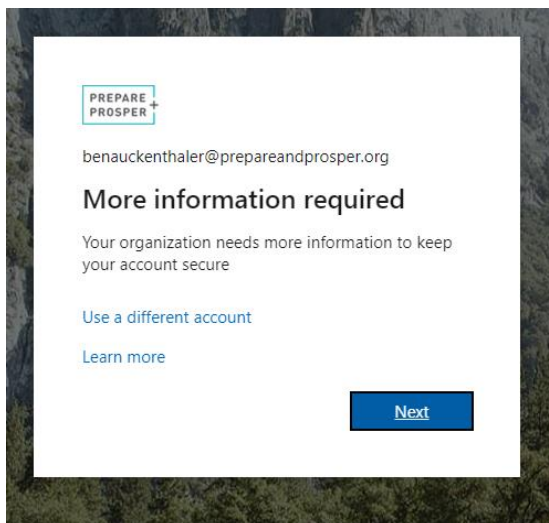 PREPARE +
PROSPER
benauckenthaler@prepareandprosper.org
More information required
Your organization needs more information to keep
your account secure
Use a different account
Learn more
Next